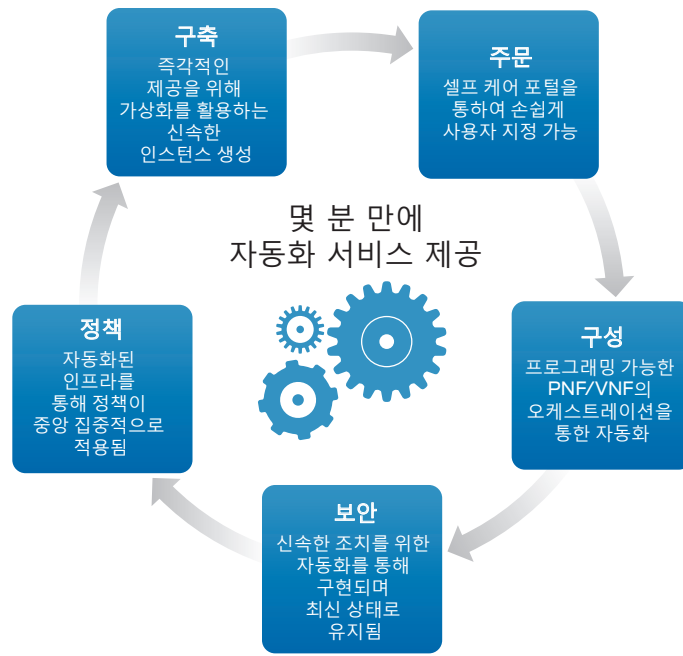 구축
즉각적인
제공을 위해
가상화를 활용하는
신속한
인스턴스 생성
주문
셀프 케어 포털을
통하여 손쉽게
사용자 지정 가능
몇 분 만에
자동화 서비스 제공
정책
자동화된
인프라를
통해 정책이
중앙 집중적으로
적용됨
구성
프로그래밍 가능한
PNF/VNF의
오케스트레이션을
통한 자동화
보안
신속한 조치를 위한
자동화를 통해
구현되며
최신 상태로
유지됨